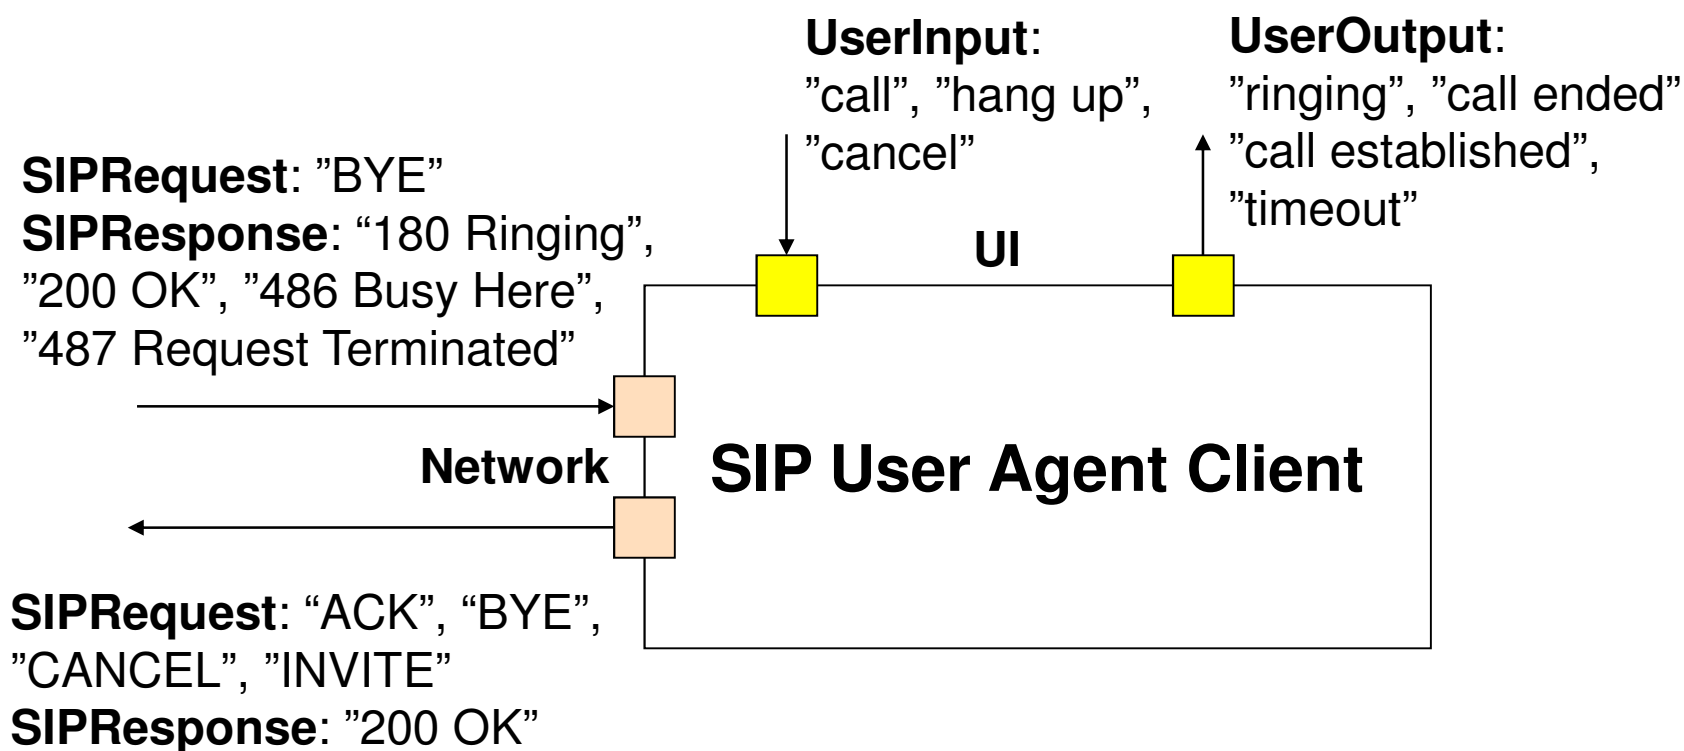 UserInput:
”call”, ”hang up”,
”cancel”
UserOutput:
”ringing”, “call ended”
”call established”,
”timeout”
SIPRequest: ”BYE”
SIPResponse: “180 Ringing”,
”200 OK”, “486 Busy Here”,
”487 Request Terminated”
UI
Network
SIP User Agent Client
SIPRequest: “ACK”, “BYE”,
”CANCEL”, ”INVITE”
SIPResponse: ”200 OK”